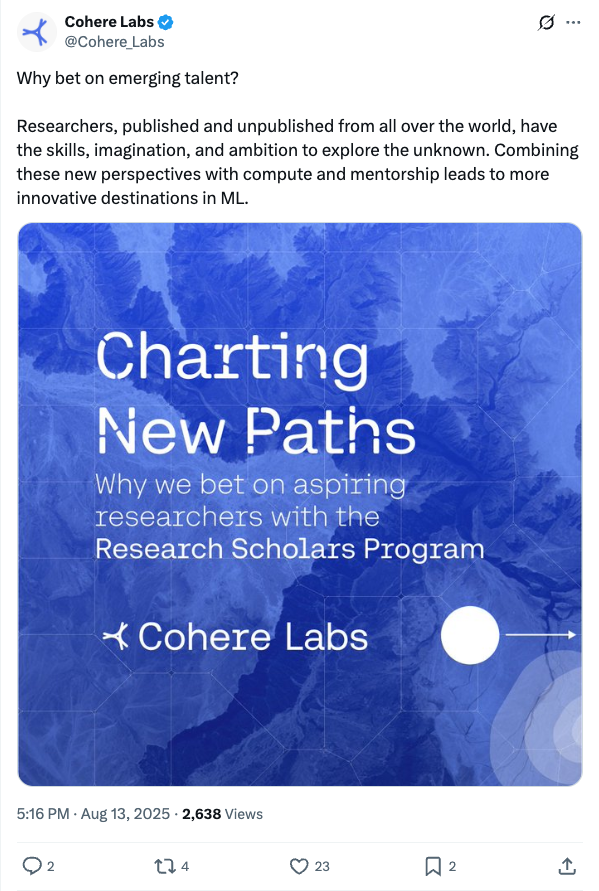 Cohere Labs
@Cohere_Labs
Why bet on emerging talent?
Researchers, published and unpublished from all over the world, have
the skills, imagination, and ambition to explore the unknown. Combining
these new perspectives with compute and mentorship leads to more
innovative destinations in ML.
Charting
New Paths
Why we bet on aspiring
researchers with the
Research Scholars Program
Cohere Labs
5:16 PM · Aug 13, 2025 · 2,638 Views
2 4 23 2